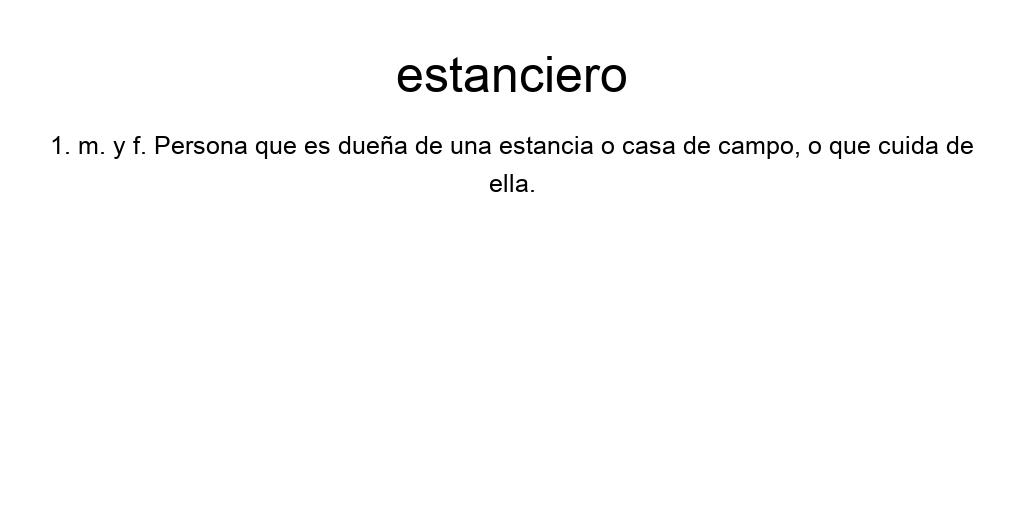 estanciero
1. m. y f. Persona que es dueña de una estancia o casa de campo, o que cuida de
ella.